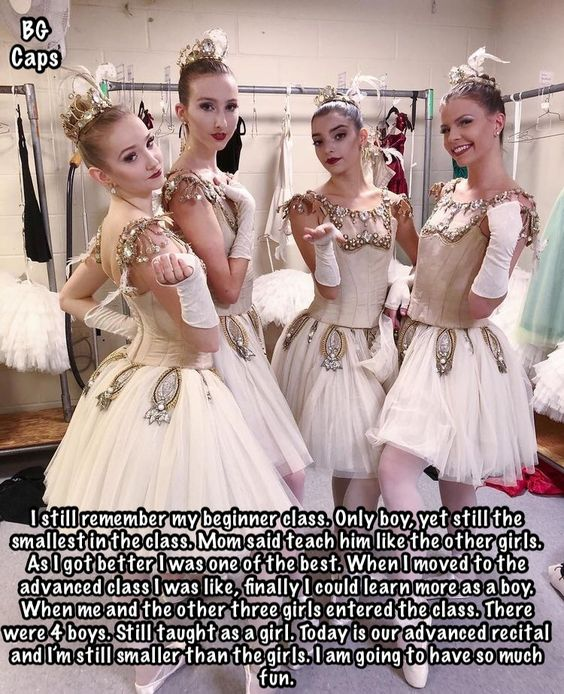 BG
Caps
I still remember my beginner class. Only boy, yet still the
smallest in the class. Mom said teach him like the other girls.
As I got better I was one of the best. When I moved to the
advanced class I was like, finally I could learn more as a boy.
When me and the other three girls entered the class. There
were 4 boys. Still taught as a girl. Today is our advanced recital
and I'm still smaller than the girls. I am going to have so much
fun.